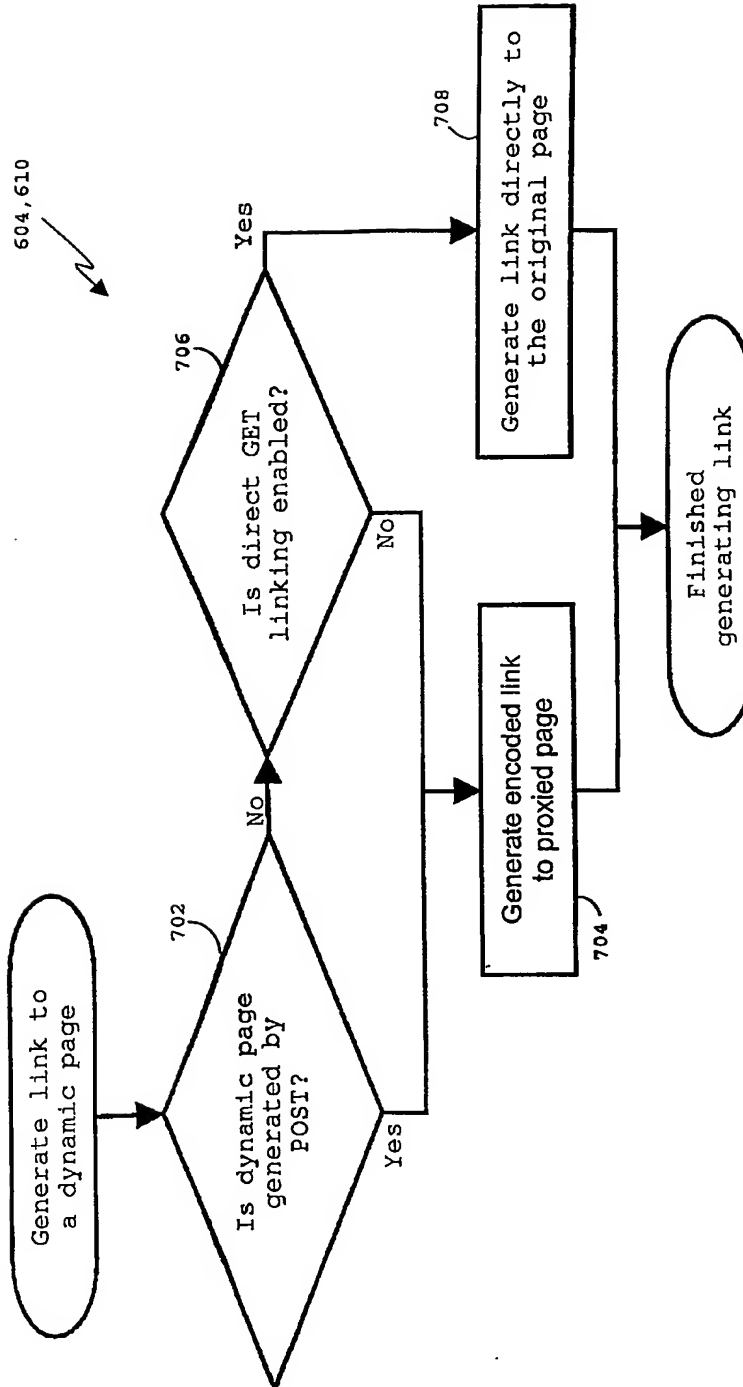 604,610
Generate link to
a dynamic page
702
Is dynamic page
generated by
POST?
No
Yes
706
Is direct GET
linking enabled?
Yes
No
704
Generate encoded link
to proxied page
708
Generate link directly to
the original page
Finished
generating link